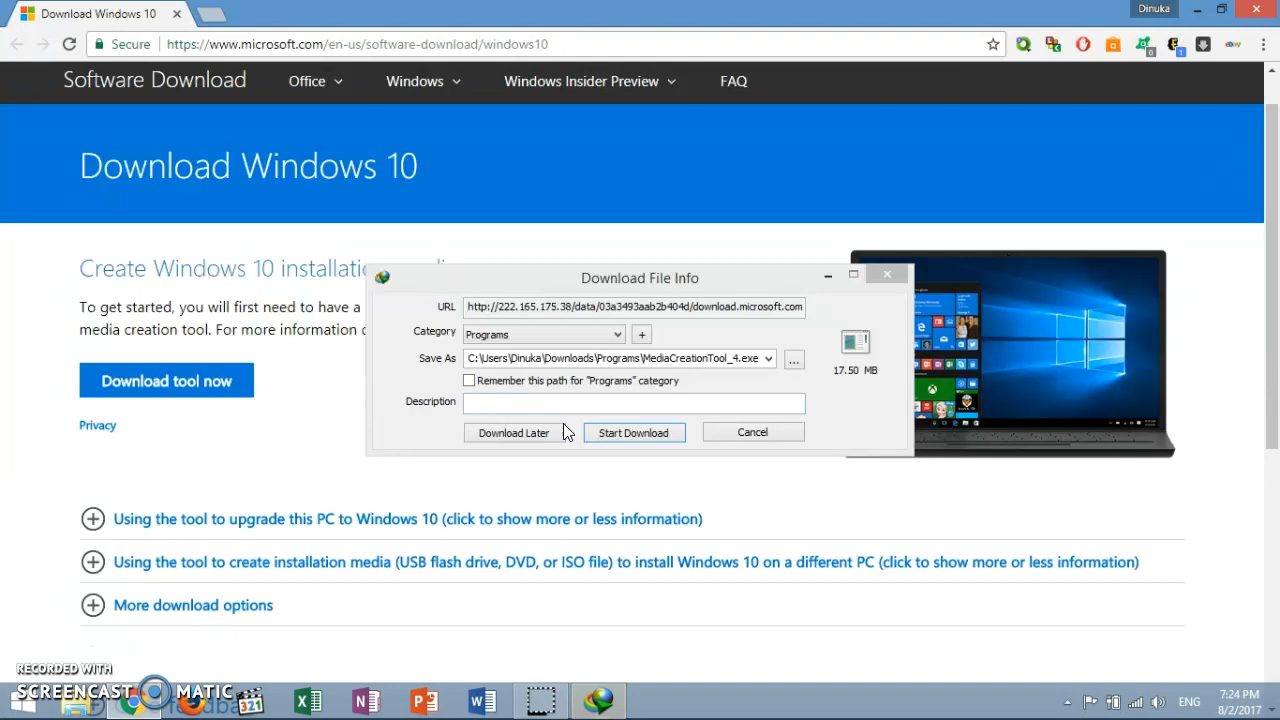 Download Windows 10
Dinuka
Secure
https://www.microsoft.com/en-us/software-download/windows10
0
1
ebay
Software Download
Office
Windows
Windows Insider Preview
FAQ
Download Windows 10
Create Windows 10 installati
To get started, you will first need to have a
media creation tool. For more information
Download tool now
Privacy
Download File Info
URL
http://222.165.175.38/data/03a3493aab2b404d/download.microsoft.com
Category
Programs
+
Save As
C:\Users\Dinuka\Downloads\Programs\MediaCreationTool_4.exe
...
17.50 MB
Remember this path for "Programs" category
Description
Download Later
Start Download
Cancel
Using the tool to upgrade this PC to Windows 10 (click to show more or less information)
Using the tool to create installation media (USB flash drive, DVD, or ISO file) to install Windows 10 on a different PC (click to show more or less information)
More download options
RECORDED WITH
SCREENCAST MATIC
321
ENG
7:24 PM
8/2/2017